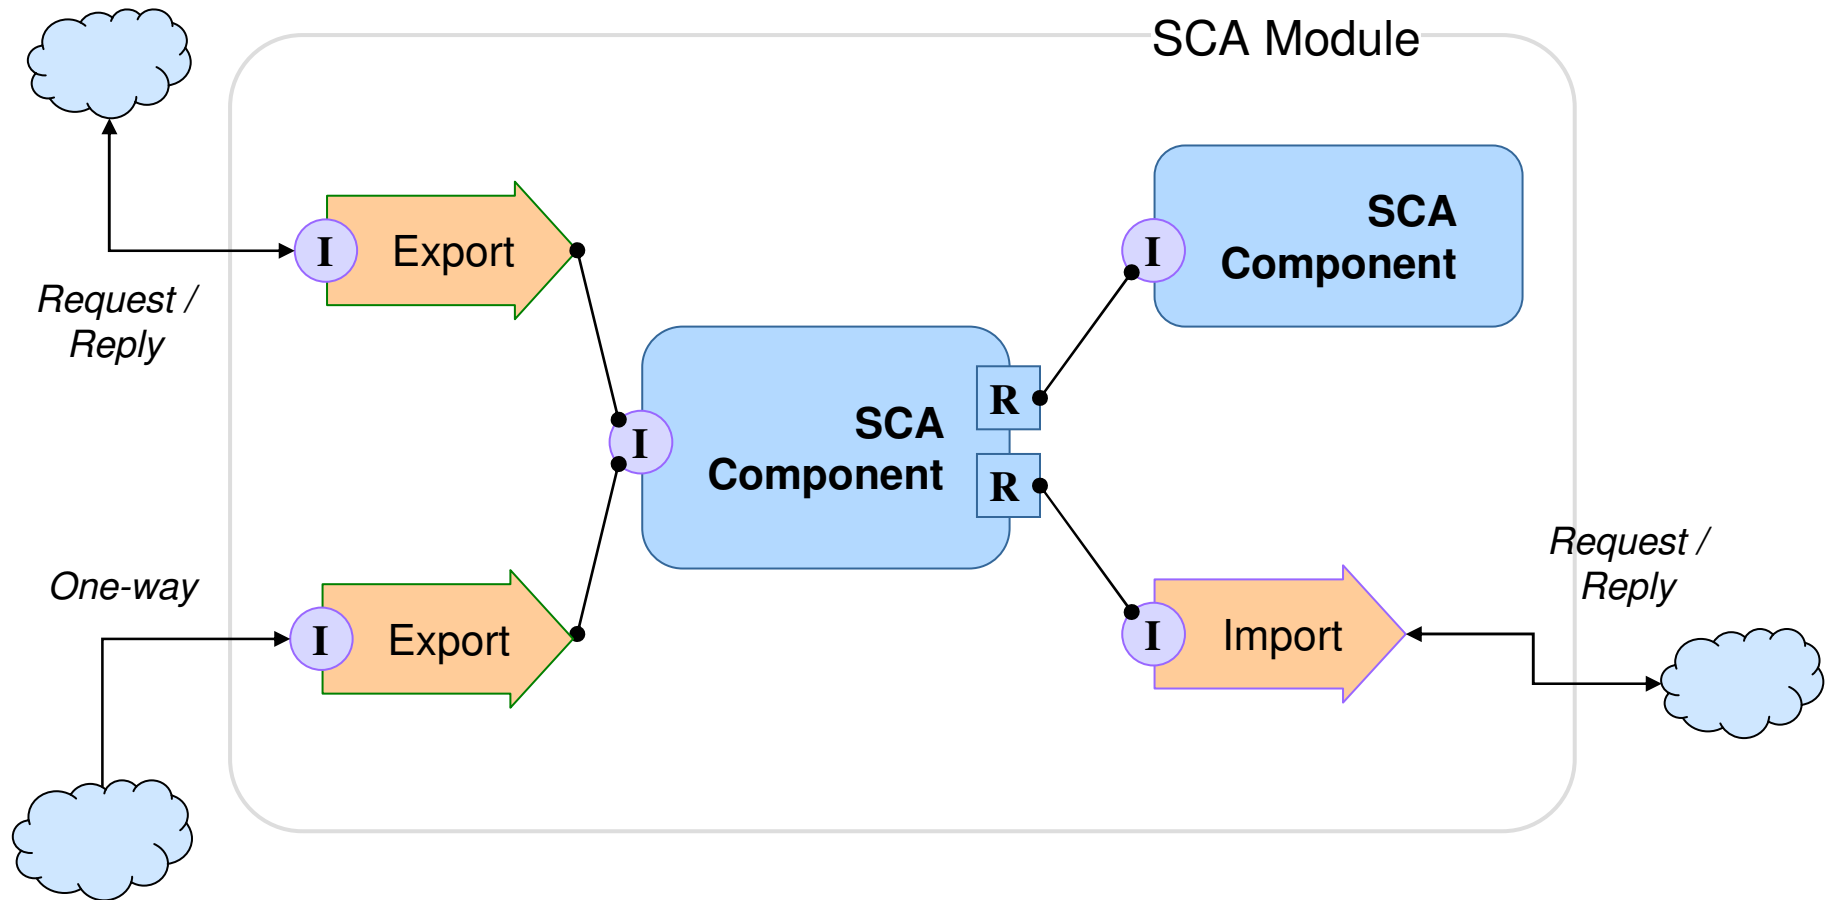 SCA Module
I
Export
Request /
Reply
I
SCA
Component
I
SCA
Component
R
R
One-way
I
Export
I
Import
Request /
Reply